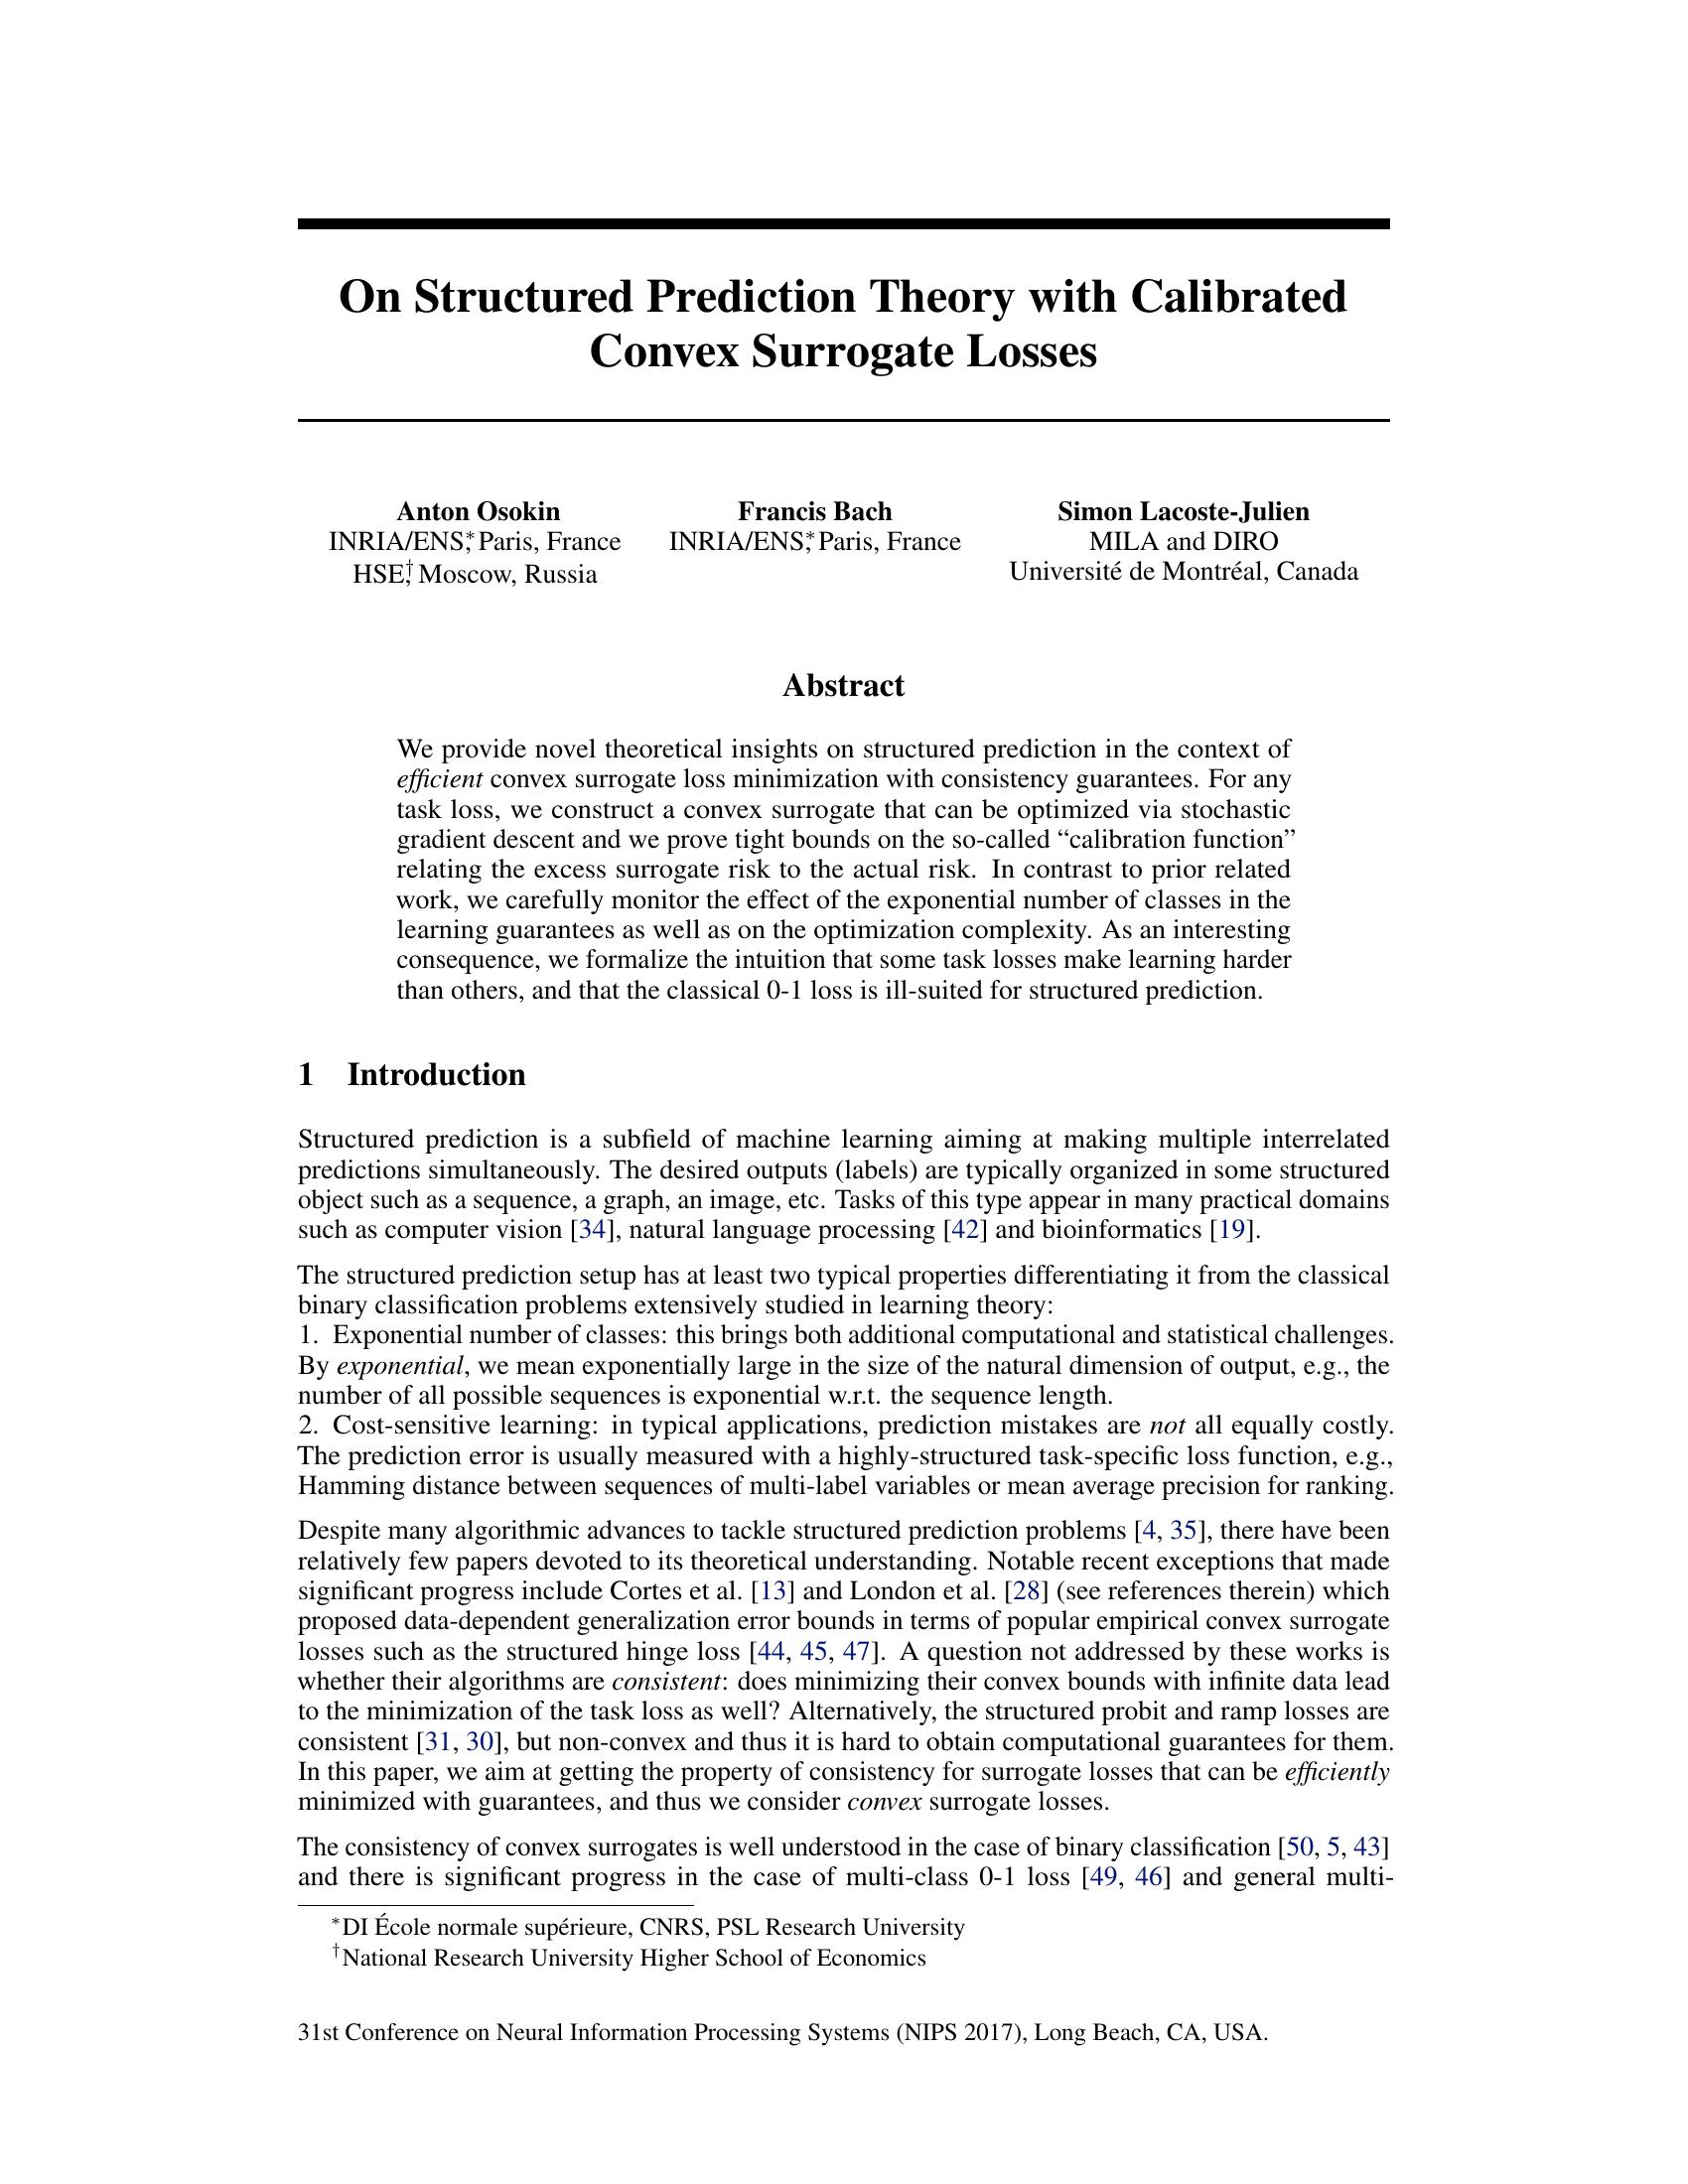 On Structured Prediction Theory with Calibrated
Convex Surrogate Losses
Anton Osokin
INRIA/ENS,* Paris, France
HSE,† Moscow, Russia
Francis Bach
INRIA/ENS,* Paris, France
Simon Lacoste-Julien
MILA and DIRO
Université de Montréal, Canada
Abstract
We provide novel theoretical insights on structured prediction in the context of
efficient convex surrogate loss minimization with consistency guarantees. For any
task loss, we construct a convex surrogate that can be optimized via stochastic
gradient descent and we prove tight bounds on the so-called “calibration function”
relating the excess surrogate risk to the actual risk. In contrast to prior related
work, we carefully monitor the effect of the exponential number of classes in the
learning guarantees as well as on the optimization complexity. As an interesting
consequence, we formalize the intuition that some task losses make learning harder
than others, and that the classical 0-1 loss is ill-suited for structured prediction.
1 Introduction
Structured prediction is a subfield of machine learning aiming at making multiple interrelated
predictions simultaneously. The desired outputs (labels) are typically organized in some structured
object such as a sequence, a graph, an image, etc. Tasks of this type appear in many practical domains
such as computer vision [34], natural language processing [42] and bioinformatics [19].
The structured prediction setup has at least two typical properties differentiating it from the classical
binary classification problems extensively studied in learning theory:
1. Exponential number of classes: this brings both additional computational and statistical challenges.
By exponential, we mean exponentially large in the size of the natural dimension of output, e.g., the
number of all possible sequences is exponential w.r.t. the sequence length.
2. Cost-sensitive learning: in typical applications, prediction mistakes are not all equally costly.
The prediction error is usually measured with a highly-structured task-specific loss function, e.g.,
Hamming distance between sequences of multi-label variables or mean average precision for ranking.
Despite many algorithmic advances to tackle structured prediction problems [4, 35], there have been
relatively few papers devoted to its theoretical understanding. Notable recent exceptions that made
significant progress include Cortes et al. [13] and London et al. [28] (see references therein) which
proposed data-dependent generalization error bounds in terms of popular empirical convex surrogate
losses such as the structured hinge loss [44, 45, 47]. A question not addressed by these works is
whether their algorithms are consistent: does minimizing their convex bounds with infinite data lead
to the minimization of the task loss as well? Alternatively, the structured probit and ramp losses are
consistent [31, 30], but non-convex and thus it is hard to obtain computational guarantees for them.
In this paper, we aim at getting the property of consistency for surrogate losses that can be efficiently
minimized with guarantees, and thus we consider convex surrogate losses.
The consistency of convex surrogates is well understood in the case of binary classification [50, 5, 43]
and there is significant progress in the case of multi-class 0-1 loss [49, 46] and general multi-
*DI École normale supérieure, CNRS, PSL Research University
†National Research University Higher School of Economics
31st Conference on Neural Information Processing Systems (NIPS 2017), Long Beach, CA, USA.